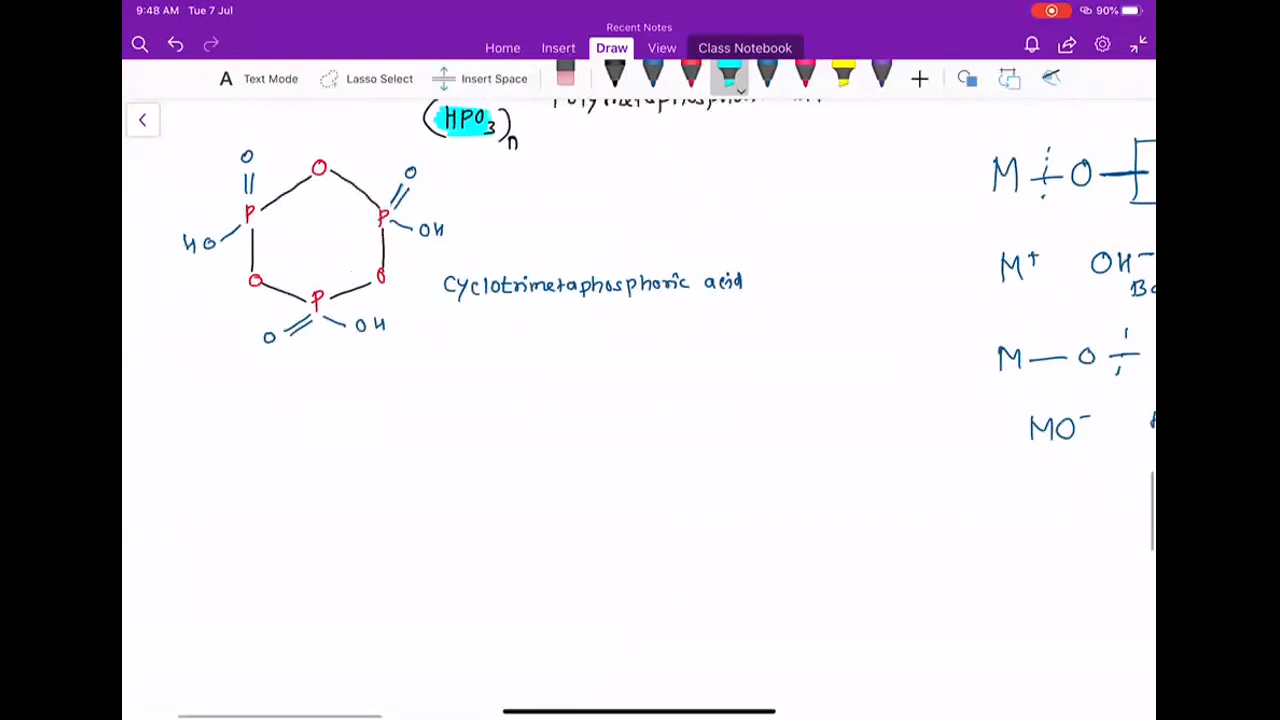 9:48 AM Tue 7 Jul
90%
Recent Notes
Home Insert Draw View Class Notebook
A Text Mode Lasso Select Insert Space
(HPO3)n
O
O
O
P
P
HO
OH
O
O
P
O
OH
Cyclotrimetaphosphoric acid
M O
M+ OH-
M O
MO-